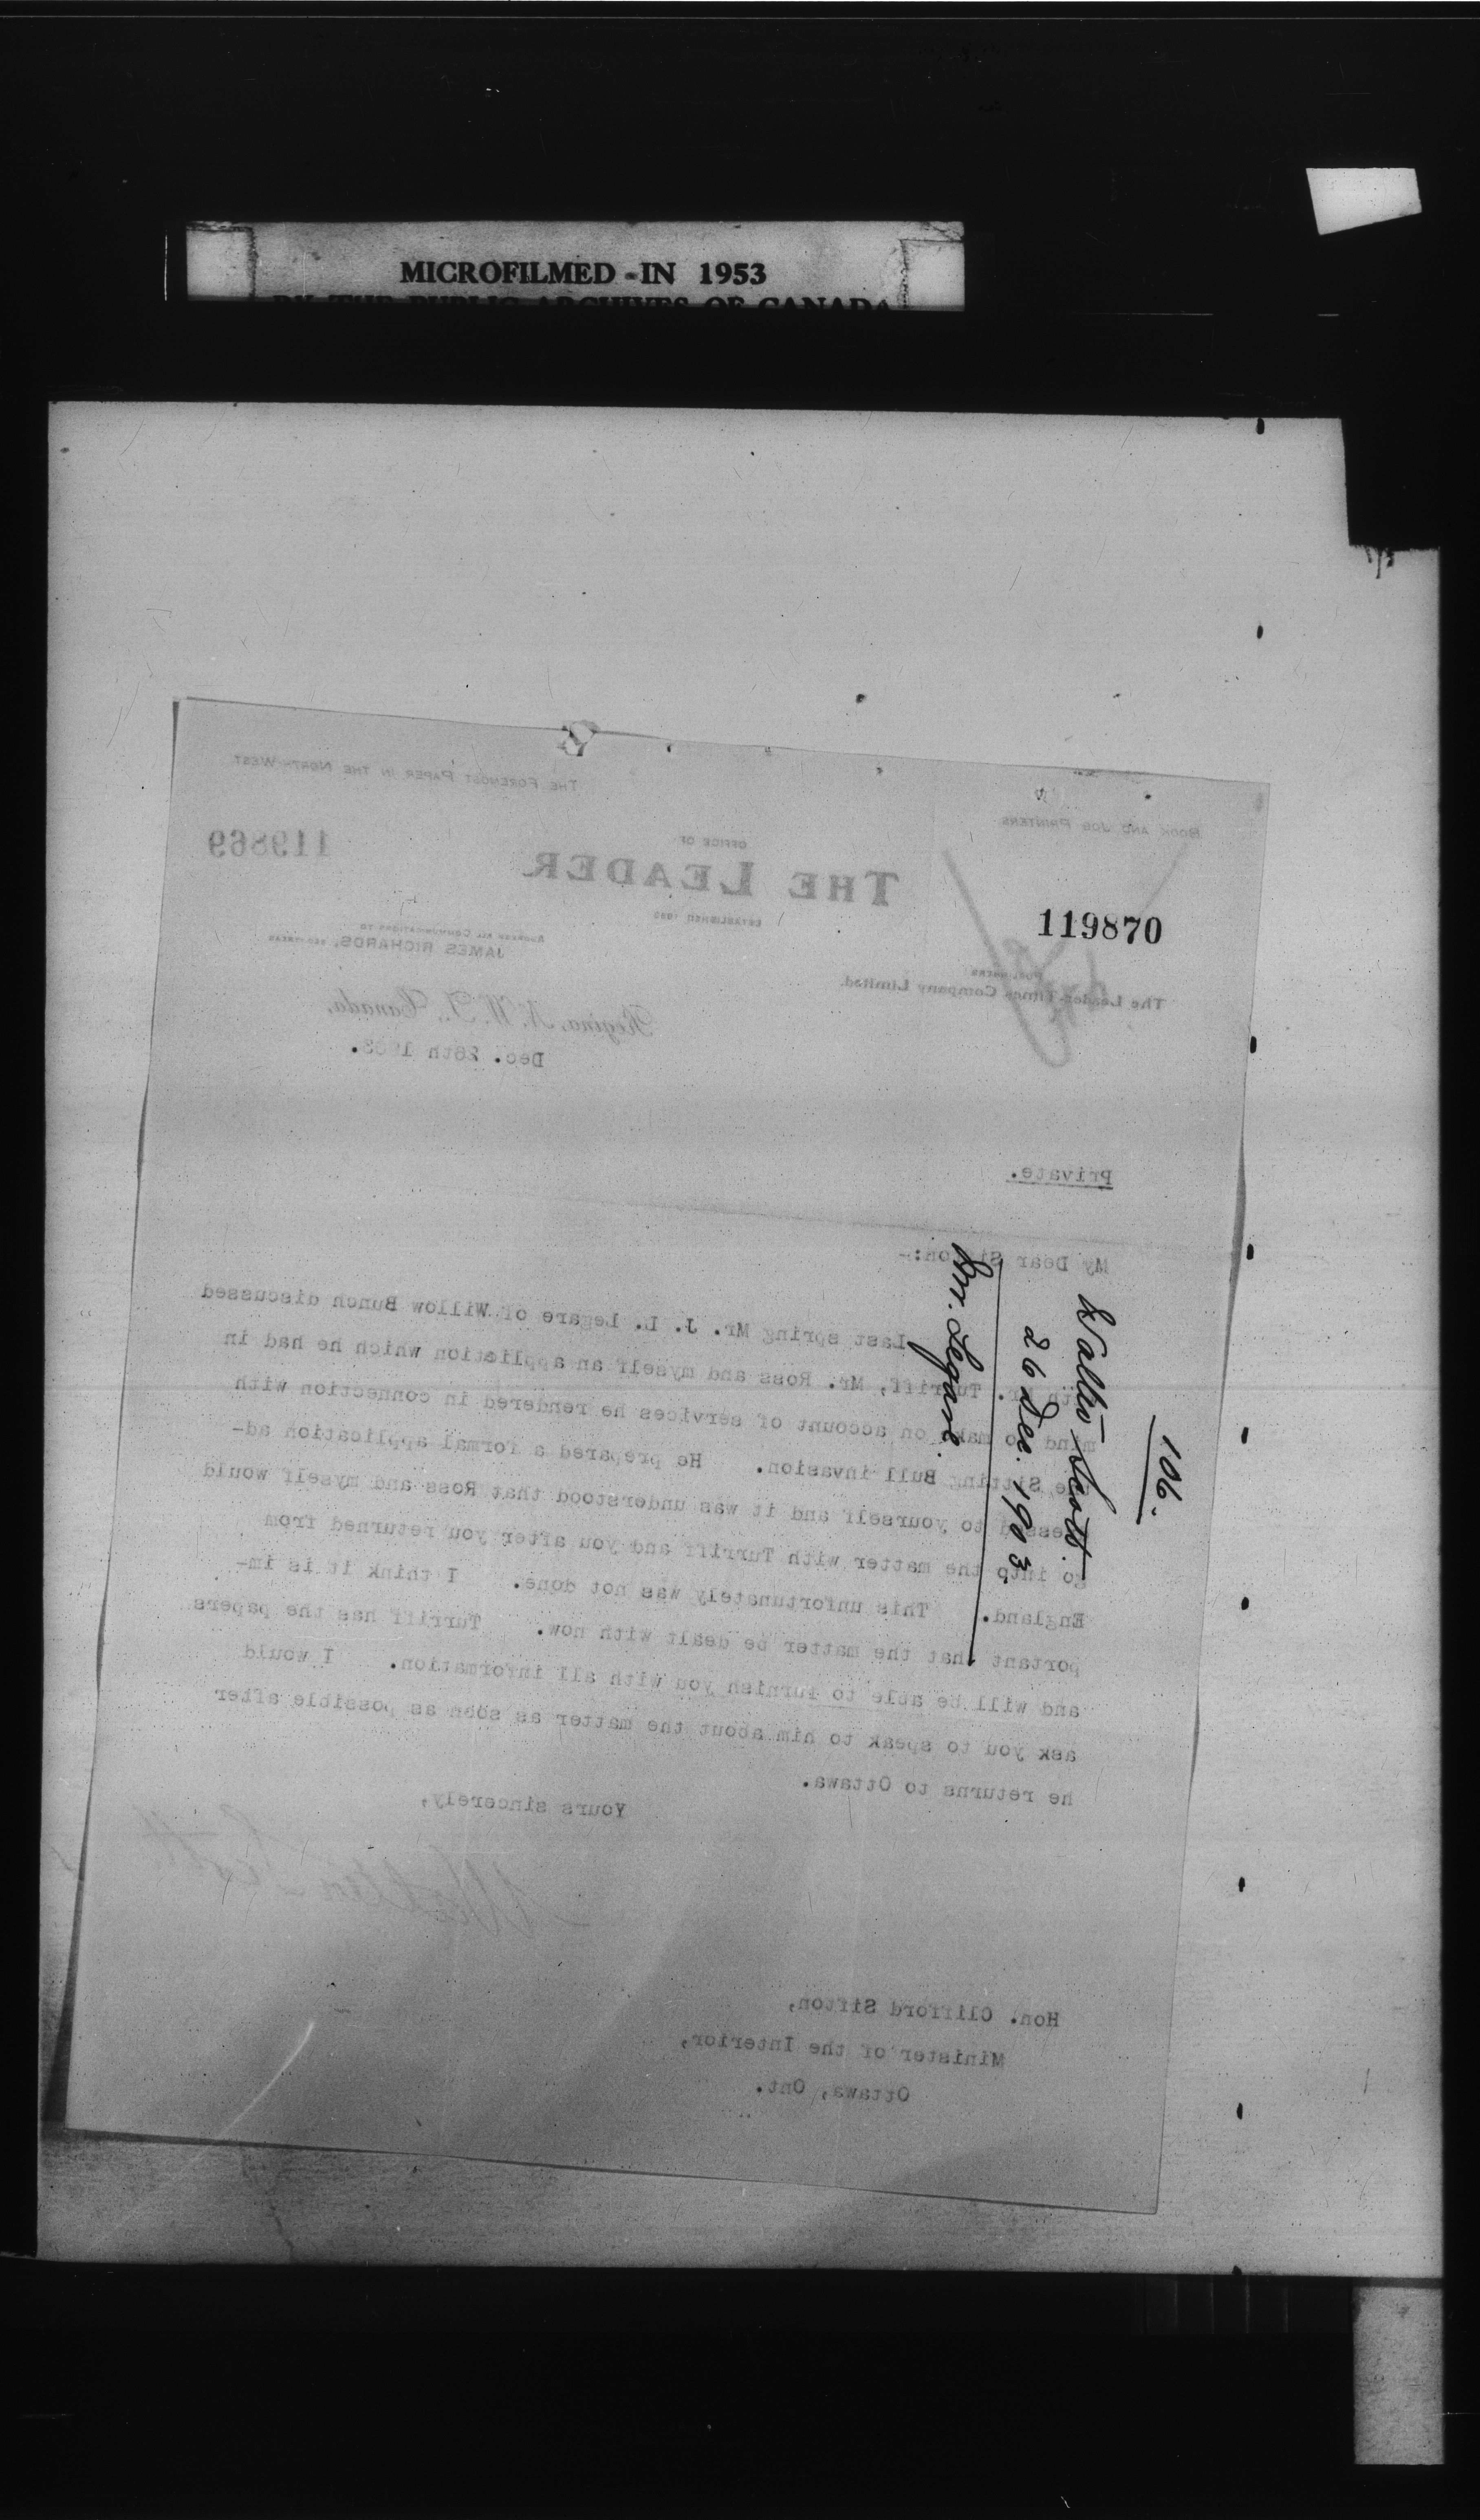 MICROFILMED IN 1953
BY THE PUBLIC ARCHIVES OF CANADA
THE FOREMOST PAPER IN THE NORTH-WEST
BOOK AND JOB PRINTERS
119869
OFFICE OF
THE LEADER
ESTABLISHED
119870
ADDRESS ALL COMMUNICATIONS TO
JAMES RICHARDS,
PUBLISHERS
The Leader-Times Company Limited.
Regina, N. W. T., Canada,
Dec. 26th 1903.
Private.
My Dear Sifton:-
Last spring Mr. J. L. Legare of Willow Bunch discussed
with Mr. Turriff, Mr. Ross and myself an appliation which he had in
mind to make on account of services he rendered in connection with
the Sitting Bull invasion. He prepared a formal application ad-
dressed to yourself and it was understood that Ross and myself would
go into the matter with Turriff and you after you returned from
England. This unfortunately was not done. I think it is im-
portant that the matter be dealt with now. Turriff has the papers
and will be able to furnish you with all information. I would
ask you to speak to him about the matter as soon as possible after
he returns to Ottawa.
Yours sincerely,
Walter Scott
Hon. Clifford Sifton,
Minister of the Interior,
Ottawa, Ont.
106.
Walter Scott
26 Dec. 1903.
Legare.